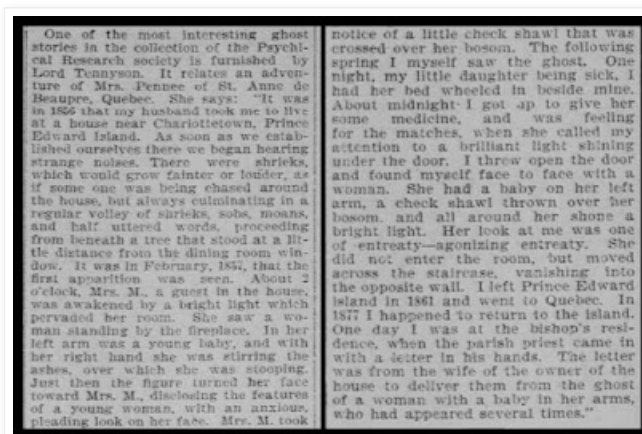 One of the most interesting ghost
stories in the collection of the Psychi-
cal Research society is furnished by
Lord Tennyson. It relates an adven-
ture of Mrs. Pennee of St. Anne de
Beaupre, Quebec. She says: "It was
in 1856 that my husband took me to live
at a house near Charlottetown, Prince
Edward Island. As soon as we estab-
lished ourselves there we began hearing
strange noises. There were shrieks,
which would grow fainter or louder, as
if some one was being chased around
the house, but always culminating in a
regular volley of shrieks, sobs, moans,
and half uttered words, proceeding
from beneath a tree that stood at a lit-
tle distance from the dining room win-
dow. It was in February, 1857, that the
first apparition was seen. About 2
o'clock, Mrs. M., a guest in the house,
was awakened by a bright light which
pervaded her room. She saw a wo-
man standing by the fireplace. In her
left arm was a young baby, and with
her right hand she was stirring the
ashes, over which she was stooping.
Just then the figure turned her face
toward Mrs. M., disclosing the features
of a young woman, with an anxious,
pleading look on her face. Mrs. M. took
notice of a little check shawl that was
crossed over her bosom. The following
spring I myself saw the ghost. One
night, my little daughter being sick, I
had her bed wheeled in beside mine.
About midnight I got up to give her
some medicine, and was feeling
for the matches, when she called my
attention to a brilliant light shining
under the door. I threw open the door
and found myself face to face with a
woman. She had a baby on her left
arm, a check shawl thrown over her
bosom, and all around her shone a
bright light. Her look at me was one
of entreaty—agonizing entreaty. She
did not enter the room, but moved
across the staircase, vanishing into
the opposite wall. I left Prince Edward
Island in 1861 and went to Quebec. In
1877 I happened to return to the island.
One day I was at the bishop's resi-
dence, when the parish priest came in
with a letter in his hands. The letter
was from the wife of the owner of the
house to deliver them from the ghost
of a woman with a baby in her arms,
who had appeared several times."